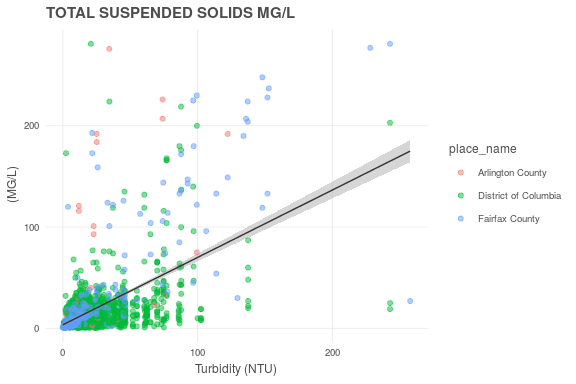 TOTAL SUSPENDED SOLIDS MG/L
200
100
0
(MG/L)
0
100
200
Turbidity (NTU)
place_name
Arlington County
District of Columbia
Fairfax County